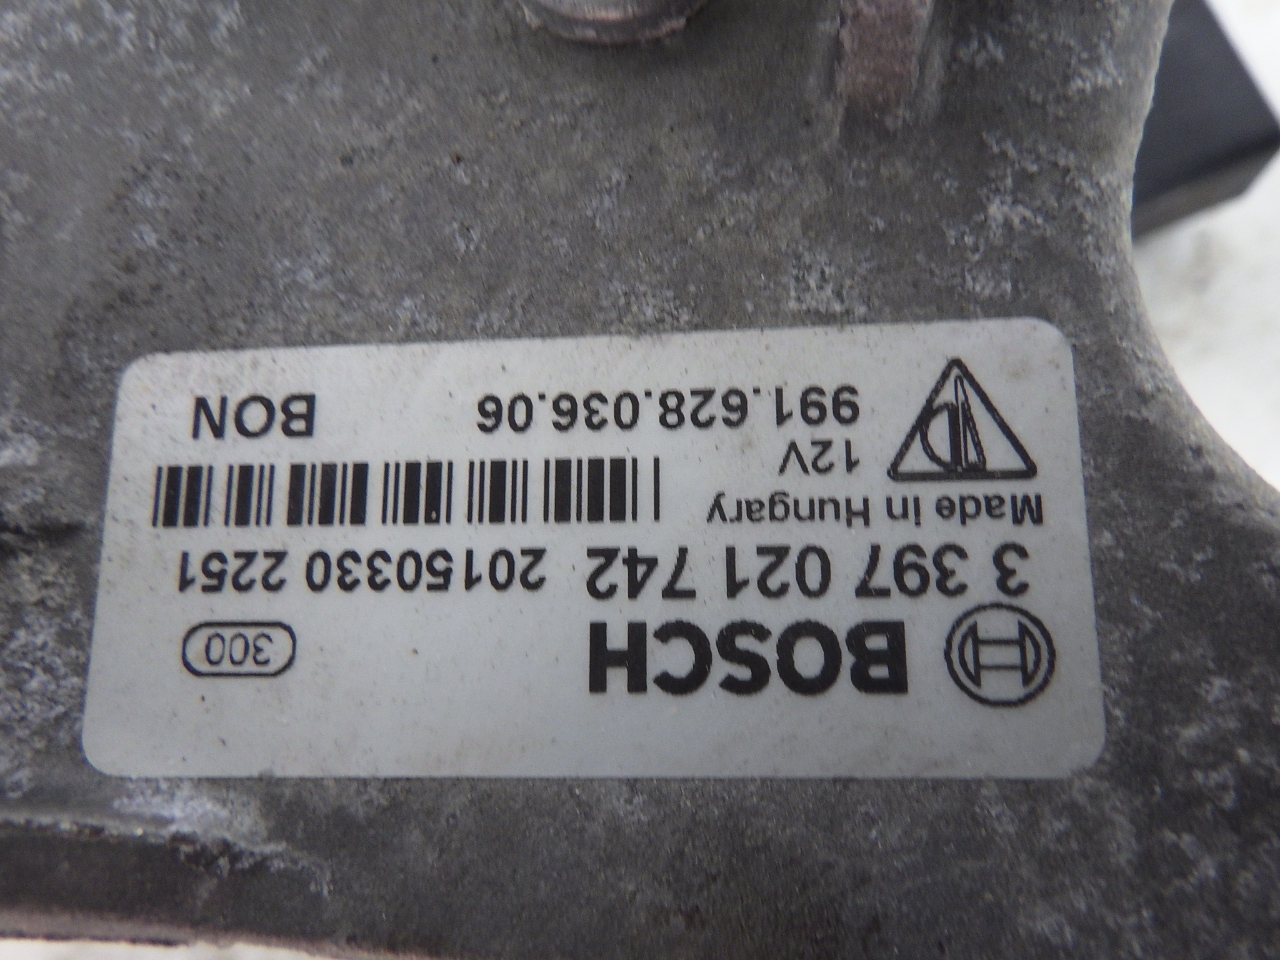 BOSCH 300
3 397 021 742 20150330 2251
Made in Hungary
12V
991.628.036.06 BON